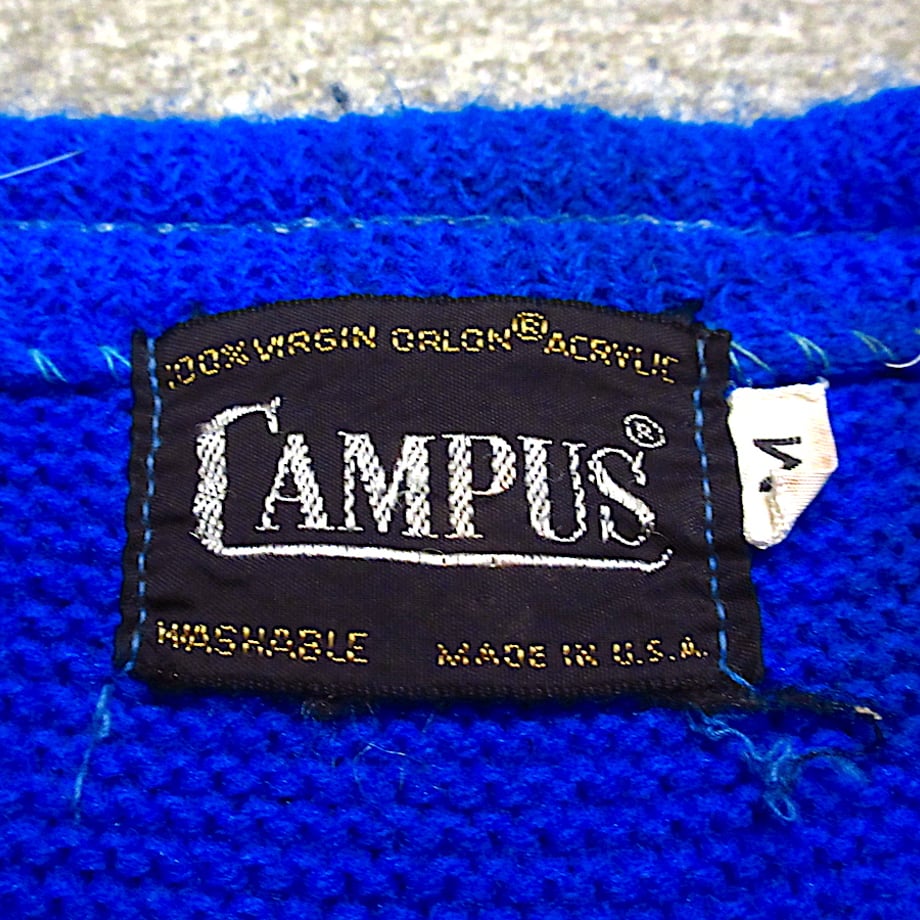 100% VIRGIN ORLON® ACRYLIC
CAMPUS®
M
WASHABLE MADE IN U.S.A.